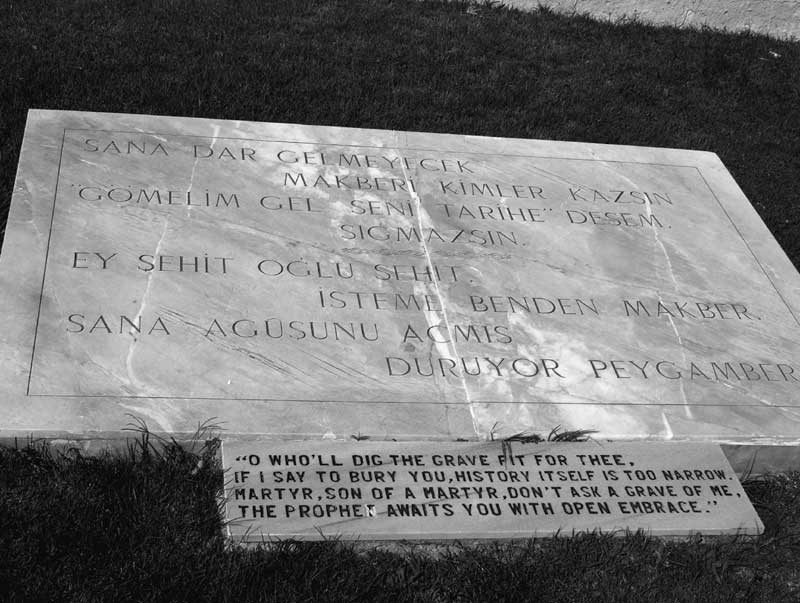 SANA DAR GELMEYECEK
MAKBERİ KİMLER KAZSIN
"GÖMELİM GEL SENİ TARİHE" DESEM.
SIĞMAZSIN.
EY ŞEHİT OĞLU ŞEHİT.
İSTEME BENDEN MAKBER.
SANA AĞÛŞUNU AÇMIŞ
DURUYOR PEYGAMBER
"O WHO'LL DIG THE GRAVE FIT FOR THEE,
IF I SAY TO BURY YOU, HISTORY ITSELF IS TOO NARROW.
MARTYR, SON OF A MARTYR, DON'T ASK A GRAVE OF ME,
THE PROPHET AWAITS YOU WITH OPEN EMBRACE."